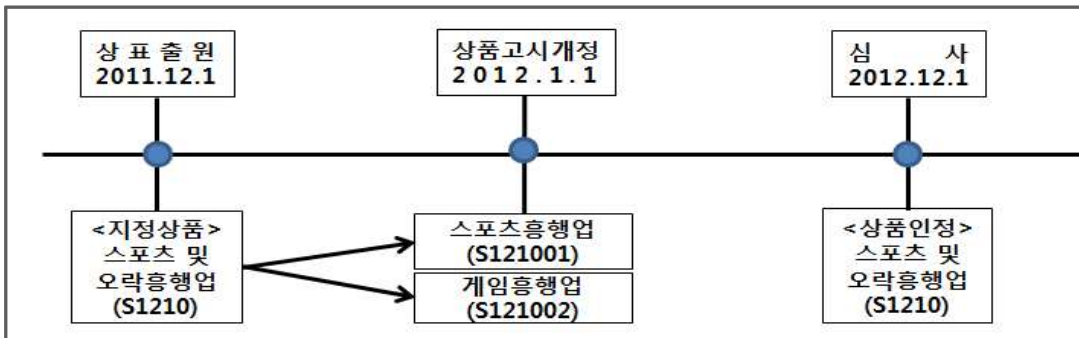 상 표 출 원
2011.12.1
상품고시개정
2 0 1 2 . 1 . 1
심 사
2012.12.1
<지정상품>
스포츠 및
오락흥행업
(S1210)
스포츠흥행업
(S121001)
게임흥행업
(S121002)
<상품인정>
스포츠 및
오락흥행업
(S1210)